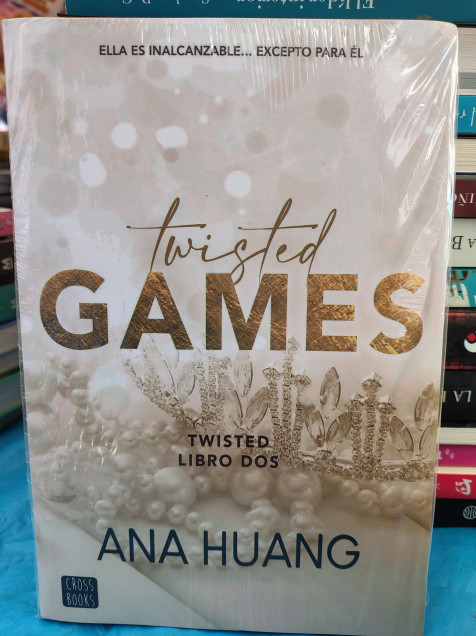 ELLA ES INALCANZABLE... EXCEPTO PARA ÉL
twisted
GAMES
TWISTED
LIBRO DOS
ANA HUANG
CROSS
BOOKS